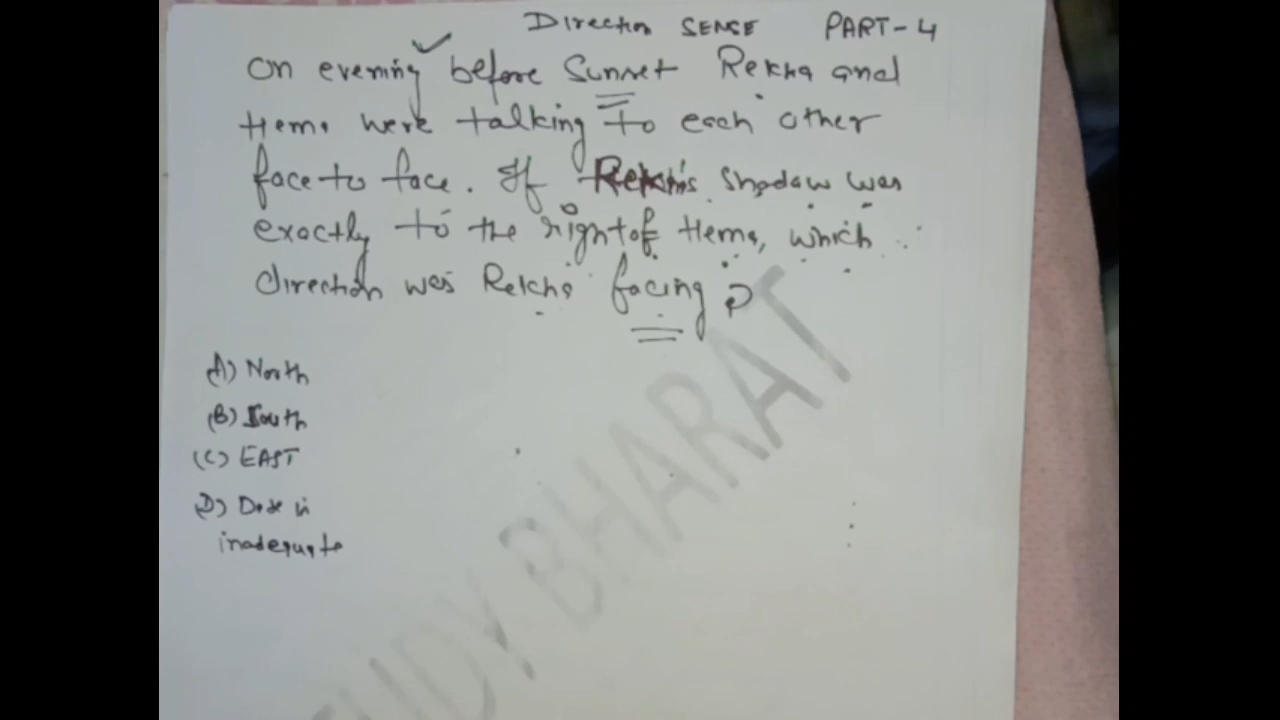 Direction SENSE PART-4
On evening before Sunset Rekha and
Hema were talking to each other
face to face. If Rekha's shadow was
exactly to the right of Hema, which
direction was Rekha facing ?
(A) North
(B) South
(C) EAST
(D) Data is
inadequate
STUDY BHARAT